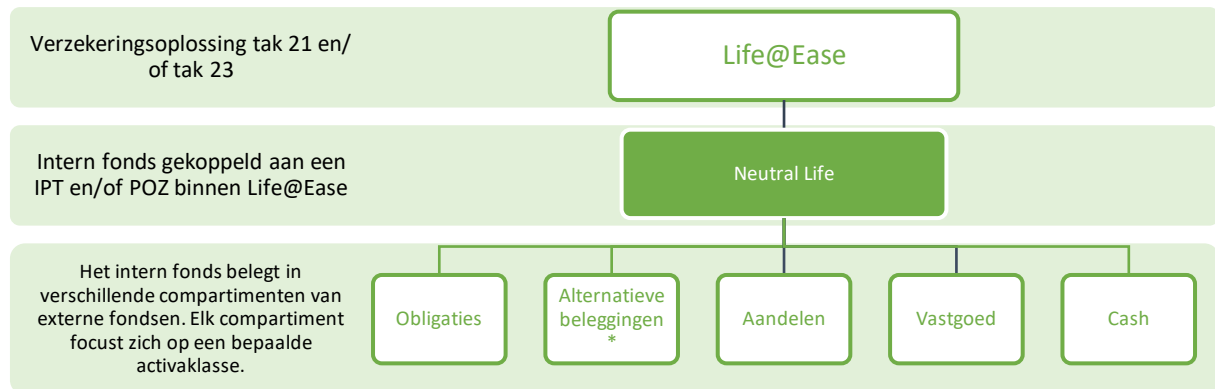 Verzekeringsoplossing tak 21 en/
of tak 23
Life@Ease
Intern fonds gekoppeld aan een
IPT en/of POZ binnen Life@Ease
Neutral Life
Het intern fonds belegt in
verschillende compartimenten van
externe fondsen. Elk compartiment
focust zich op een bepaalde
activaklasse.
Obligaties
Alternatieve
beleggingen
*
Aandelen
Vastgoed
Cash